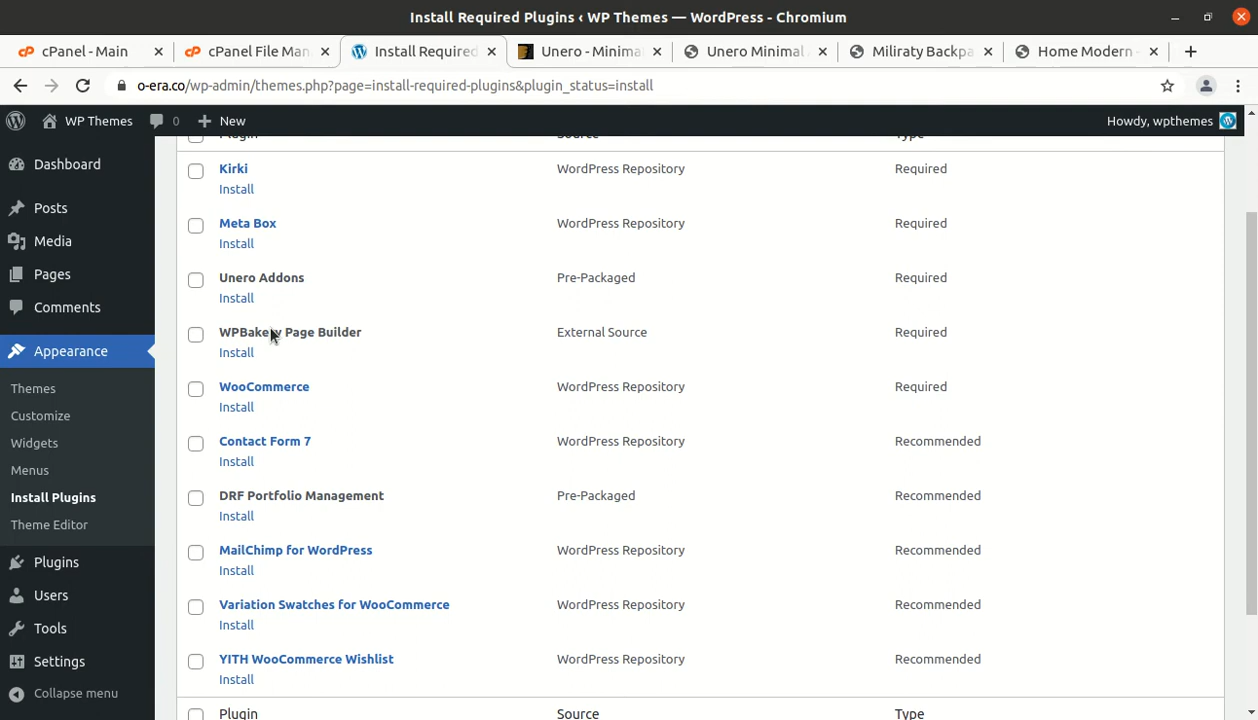 Install Required Plugins ‹ WP Themes — WordPress - Chromium
cPanel - Main
cPanel File Man
Install Required
Unero - Minima
Unero Minimal
Miliraty Backpa
Home Modern -
o-era.co/wp-admin/themes.php?page=install-required-plugins&plugin_status=install
WP Themes 0 New Howdy, wpthemes
Dashboard
Posts
Media
Pages
Comments
Appearance
Themes
Customize
Widgets
Menus
Install Plugins
Theme Editor
Plugins
Users
Tools
Settings
Collapse menu
Plugin Source Type
Kirki WordPress Repository Required
Install
Meta Box WordPress Repository Required
Install
Unero Addons Pre-Packaged Required
Install
WPBakery Page Builder External Source Required
Install
WooCommerce WordPress Repository Required
Install
Contact Form 7 WordPress Repository Recommended
Install
DRF Portfolio Management Pre-Packaged Recommended
Install
MailChimp for WordPress WordPress Repository Recommended
Install
Variation Swatches for WooCommerce WordPress Repository Recommended
Install
YITH WooCommerce Wishlist WordPress Repository Recommended
Install
Plugin Source Type